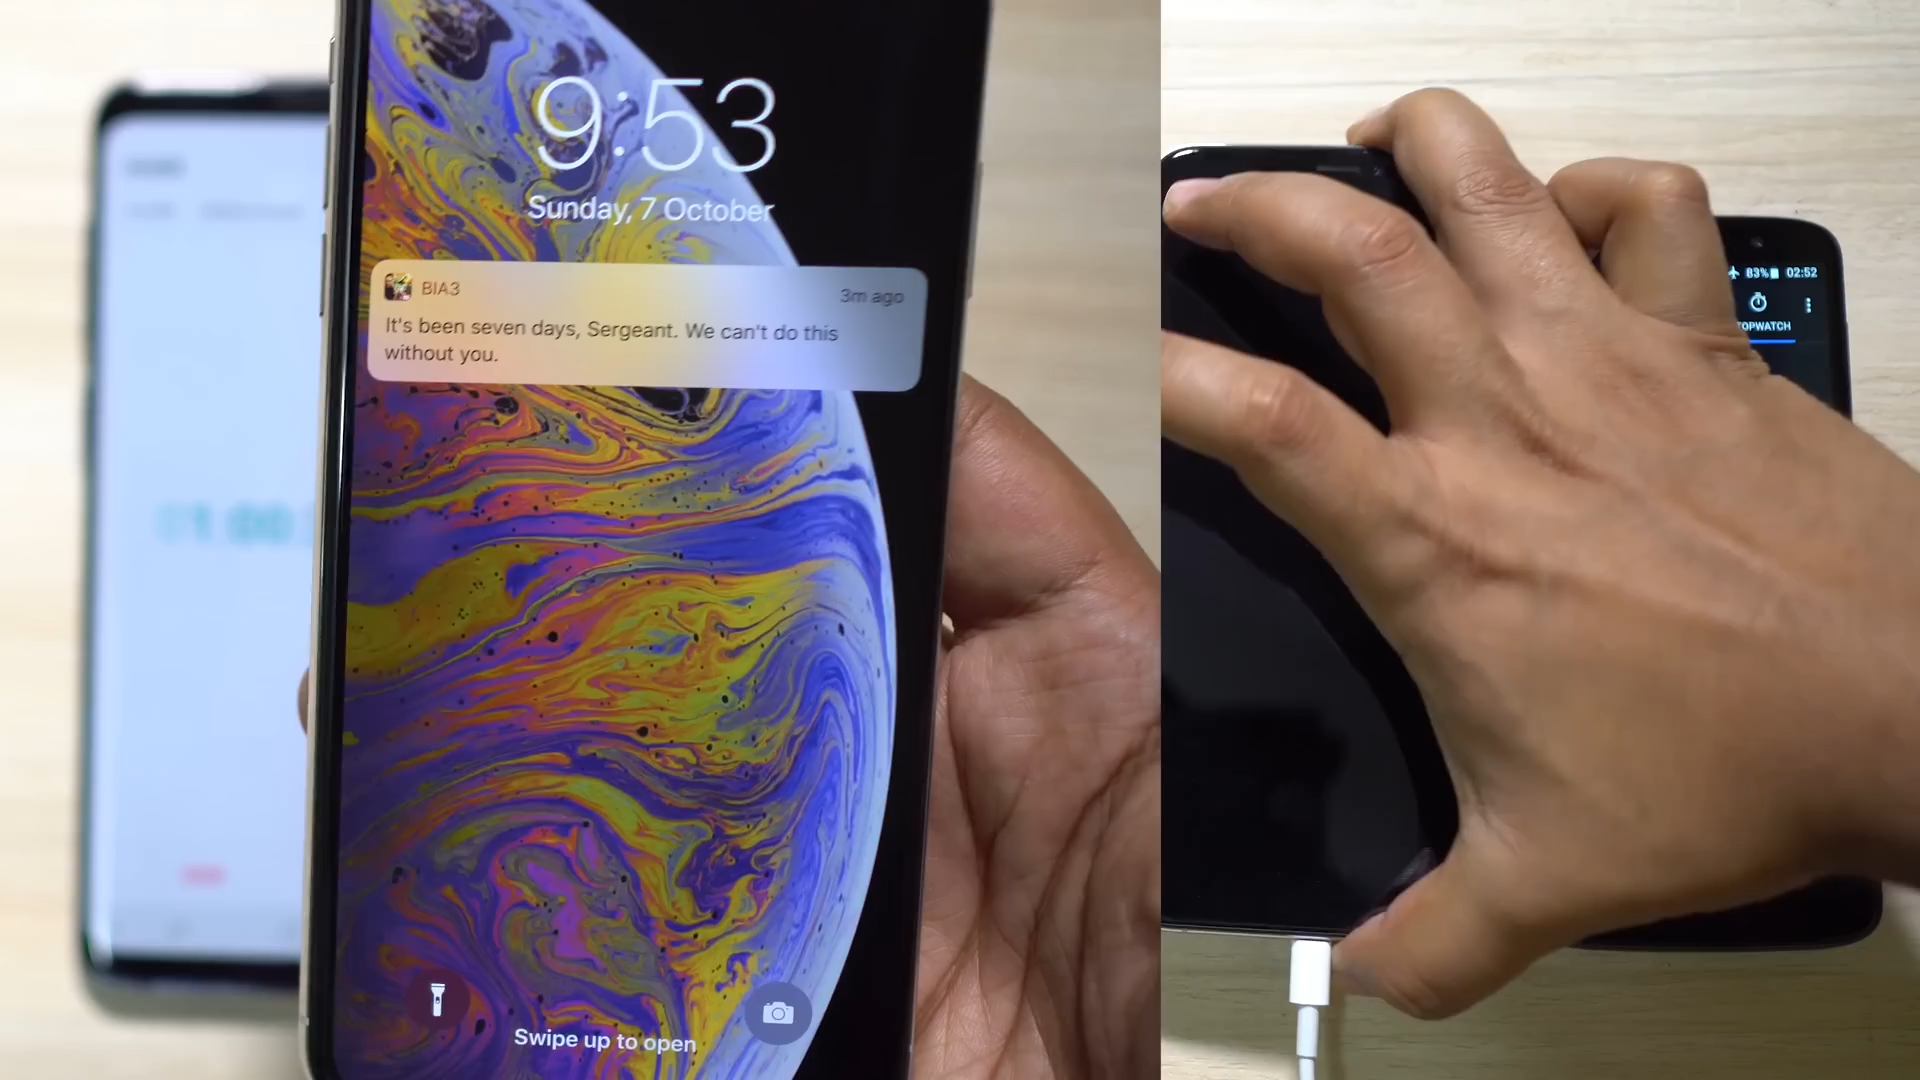 9:53
Sunday, 7 October
BIA3
3m ago
It's been seven days, Sergeant. We can't do this
without you.
Swipe up to open
83% 02:52
TOPWATCH